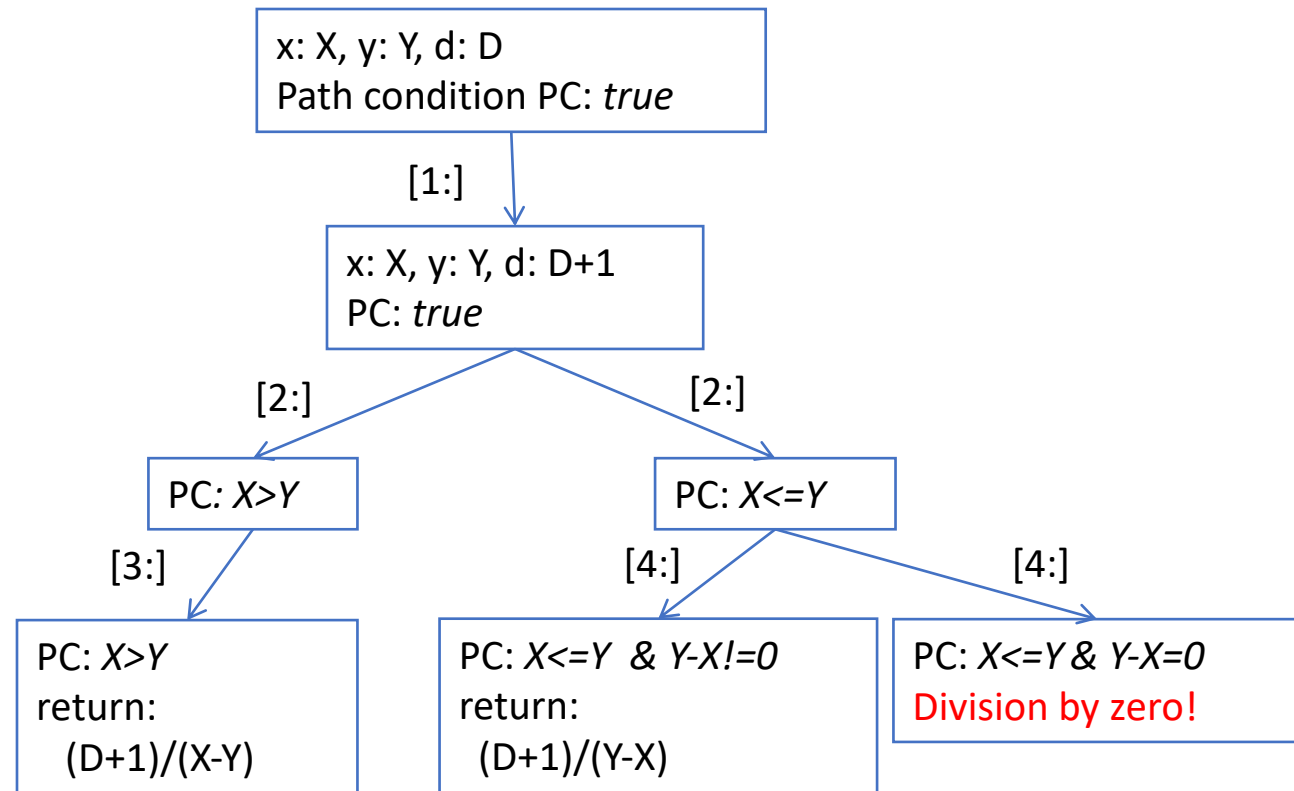 x: X, y: Y, d: D
Path condition PC: true
[1:]
x: X, y: Y, d: D+1
PC: true
[2:]
[2:]
PC: X>Y
PC: X<=Y
[3:]
[4:]
[4:]
PC: X>Y
return:
(D+1)/(X-Y)
PC: X<=Y & Y-X!=0
return:
(D+1)/(Y-X)
PC: X<=Y & Y-X=0
Division by zero!